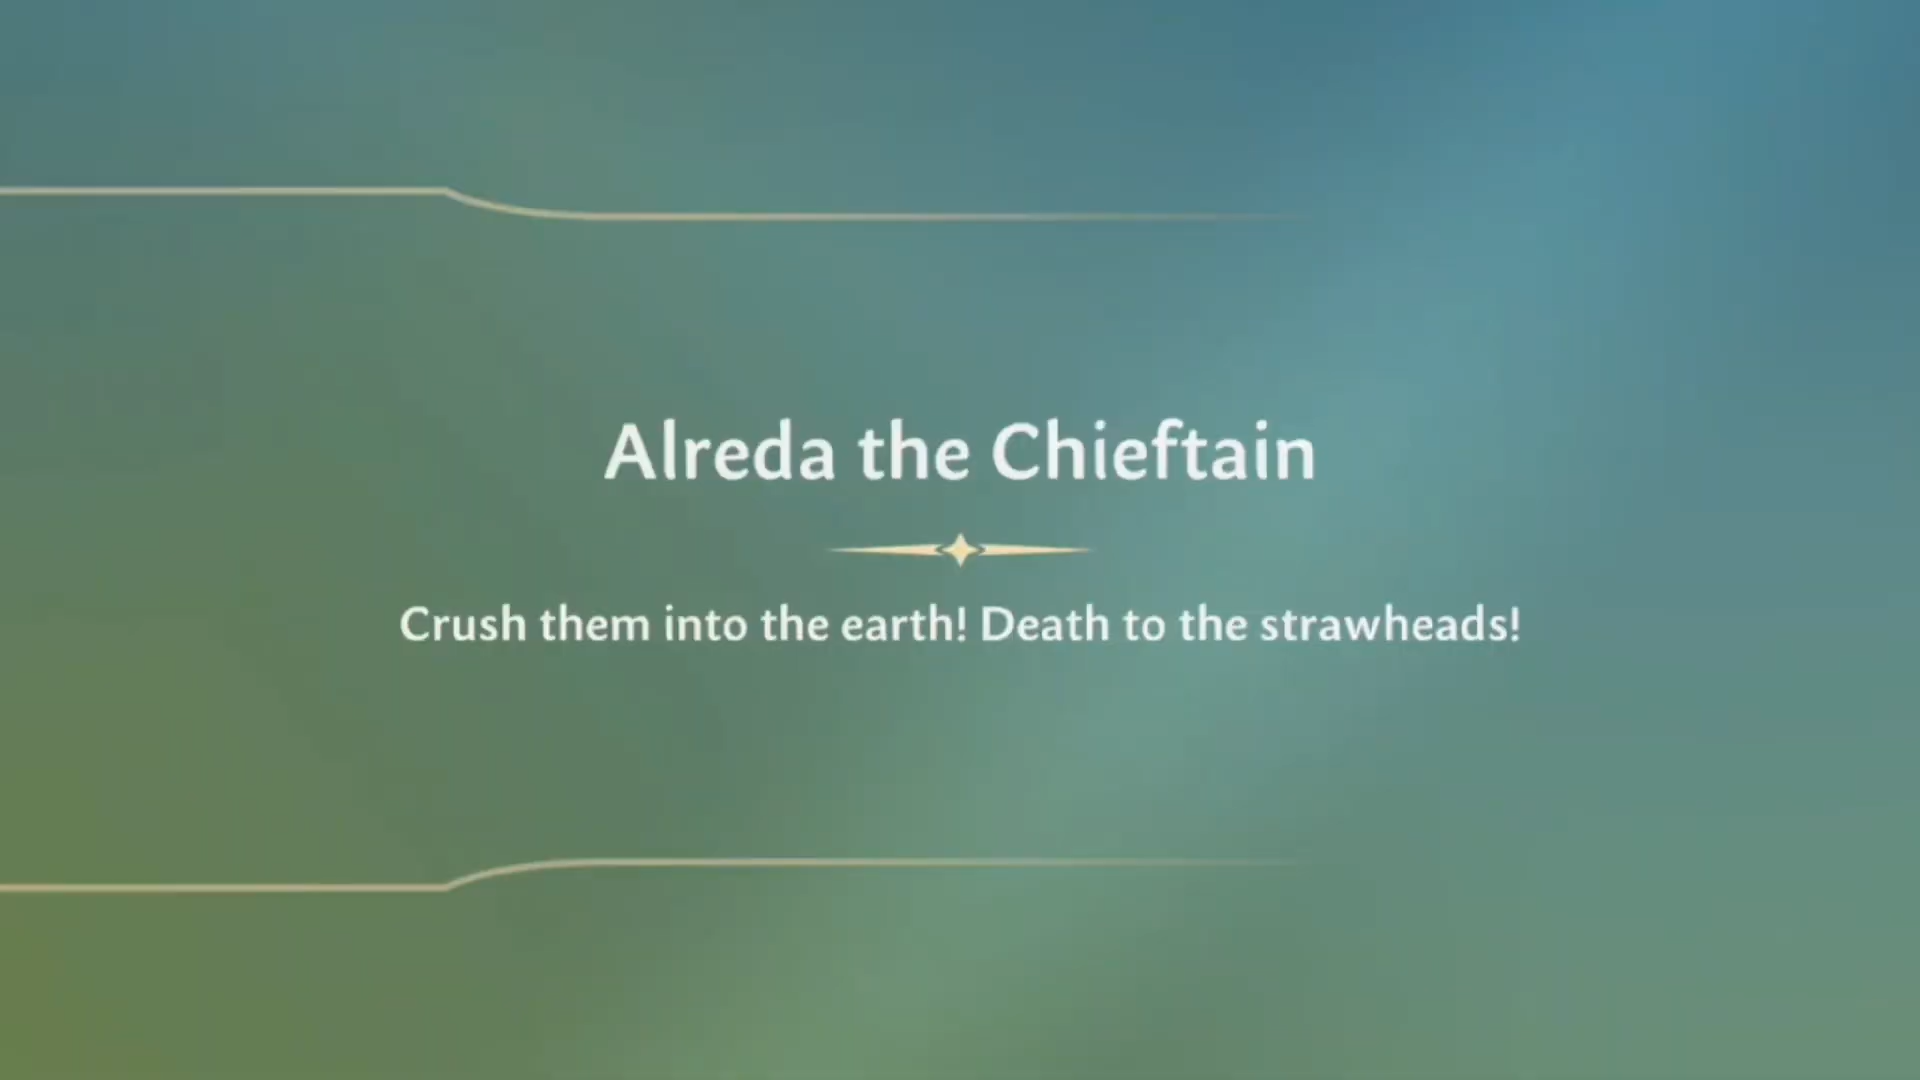 Alreda the Chieftain
Crush them into the earth! Death to the strawheads!